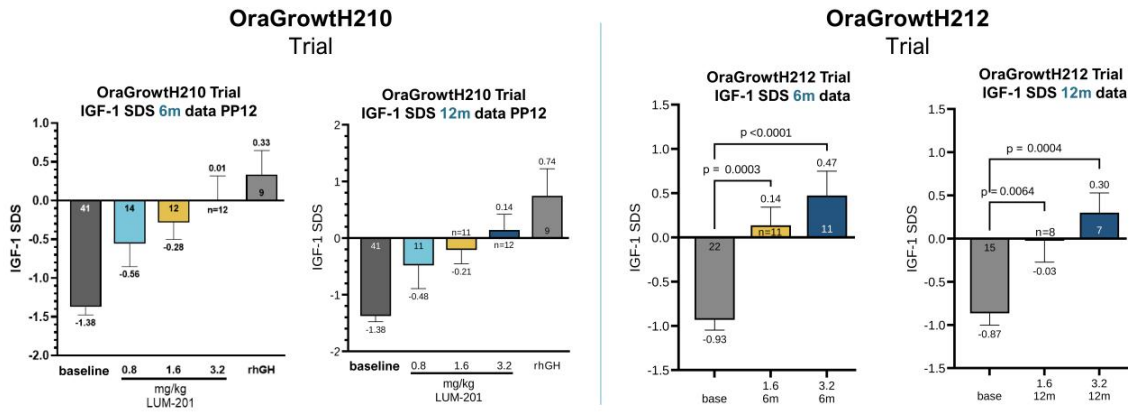 OraGrowtH210
Trial
OraGrowtH210 Trial
IGF-1 SDS 6m data PP12
IGF-1 SDS
1.0
0.5
0.0
-0.5
-1.0
-1.5
-2.0
41
-1.38
14
-0.56
12
-0.28
0.01
n=12
0.33
9
baseline
0.8
1.6
3.2
rhGH
mg/kg
LUM-201
OraGrowtH210 Trial
IGF-1 SDS 12m data PP12
IGF-1 SDS
2
1
0
-1
-2
41
-1.38
11
-0.48
n=11
-0.21
0.14
n=12
0.74
9
baseline
0.8
1.6
3.2
rhGH
mg/kg
LUM-201
OraGrowtH212
Trial
OraGrowtH212 Trial
IGF-1 SDS 6m data
IGF-1 SDS
1.5
1.0
0.5
0.0
-0.5
-1.0
-1.5
p <0.0001
p = 0.0003
0.47
0.14
22
n=11
11
-0.93
base
1.6
6m
3.2
6m
OraGrowtH212 Trial
IGF-1 SDS 12m data
IGF-1 SDS
1.5
1.0
0.5
0.0
-0.5
-1.0
-1.5
p = 0.0004
p = 0.0064
0.30
n=8
15
7
-0.03
-0.87
base
1.6
12m
3.2
12m